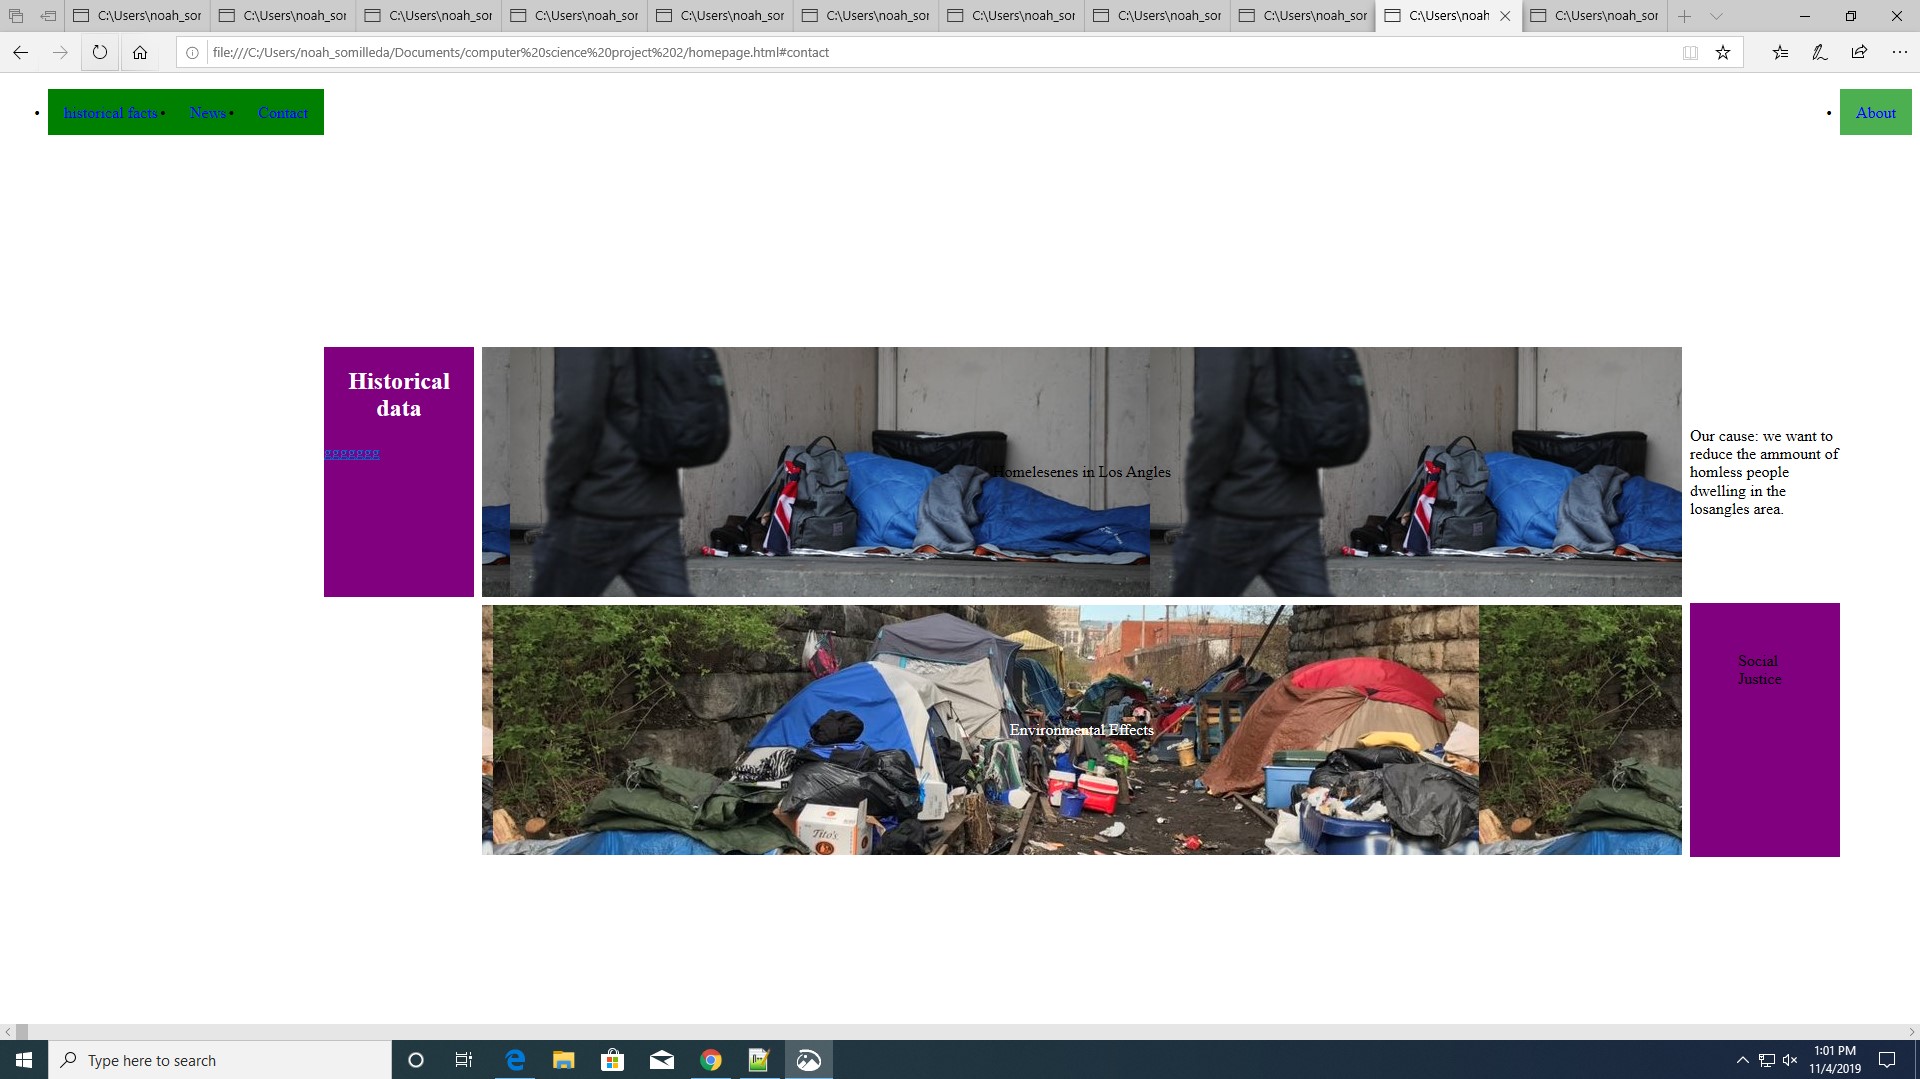 C:\Users\noah_sor
C:\Users\noah_sor
C:\Users\noah_sor
C:\Users\noah_sor
C:\Users\noah_sor
C:\Users\noah_sor
C:\Users\noah_sor
C:\Users\noah_sor
C:\Users\noah_sor
C:\Users\noah
C:\Users\noah_sor
file:///C:/Users/noah_somilleda/Documents/computer%20science%20project%202/homepage.html#contact
• historical facts • News • Contact
• About
Historical
data
ggggggg
Homelesenes in Los Angles
Our cause: we want to
reduce the ammount of
homless people
dwelling in the
losangles area.
Environmental Effects
Tito's
Social
Justice
Type here to search
1:01 PM
11/4/2019